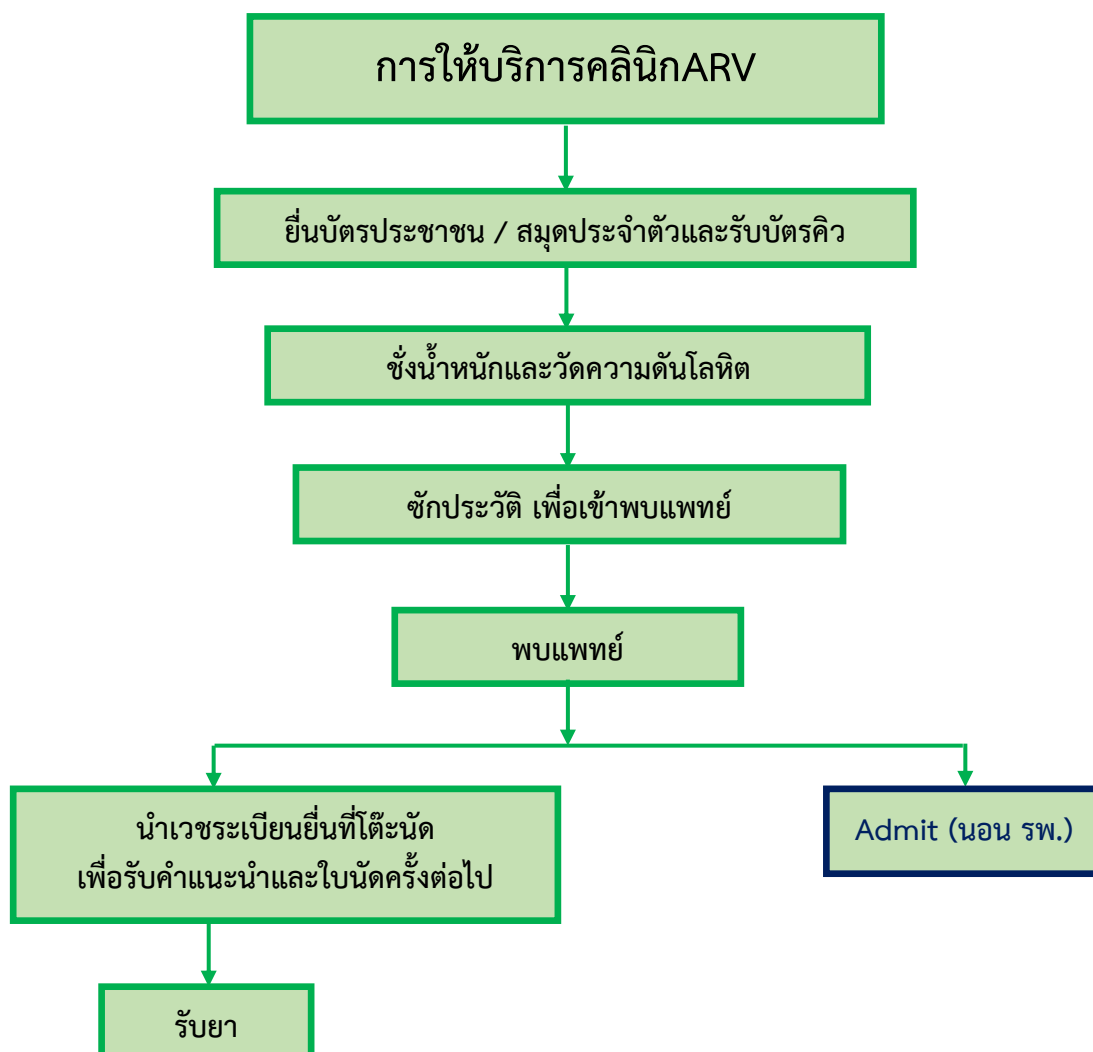 การให้บริการคลินิกARV
ยื่นบัตรประชาชน / สมุดประจำตัวและรับบัตรคิว
ชั่งน้ำหนักและวัดความดันโลหิต
ซักประวัติ เพื่อเข้าพบแพทย์
พบแพทย์
นำเวชระเบียนยื่นที่โต๊ะนัด
เพื่อรับคำแนะนำและใบนัดครั้งต่อไป
Admit (นอน รพ.)
รับยา